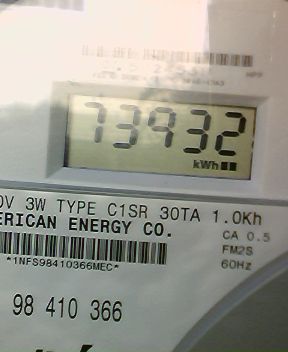 73932
kWh
0V 3W TYPE C1SR 30TA 1.0Kh
ERICAN ENERGY CO.
CA 0.5
FM2S
60Hz
*1NFS98410366MEC*
98 410 366